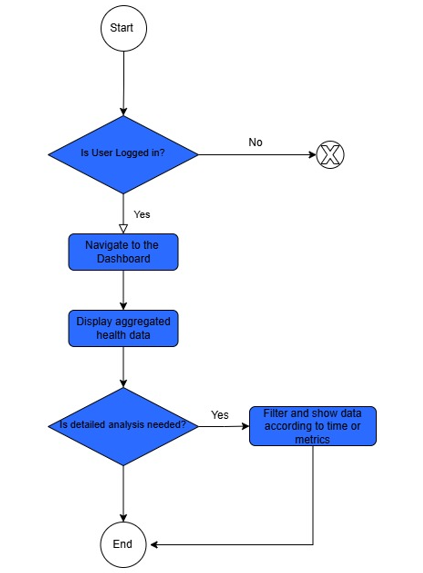 Start
Is User Logged in?
No
Yes
Navigate to the
Dashboard
Display aggregated
health data
Is detailed analysis needed?
Yes
Filter and show data
according to time or
metrics
End